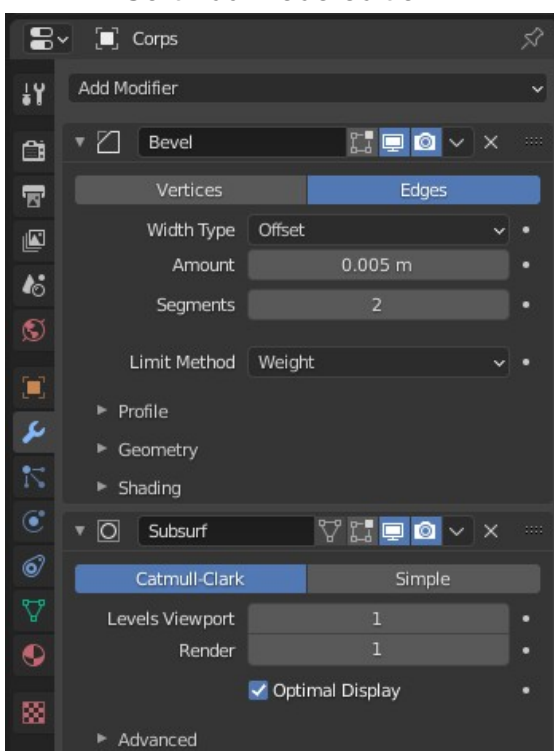 Corps
Add Modifier
Bevel
Vertices Edges
Width Type Offset
Amount 0.005 m
Segments 2
Limit Method Weight
Profile
Geometry
Shading
Subsurf
Catmull-Clark Simple
Levels Viewport 1
Render 1
Optimal Display
Advanced